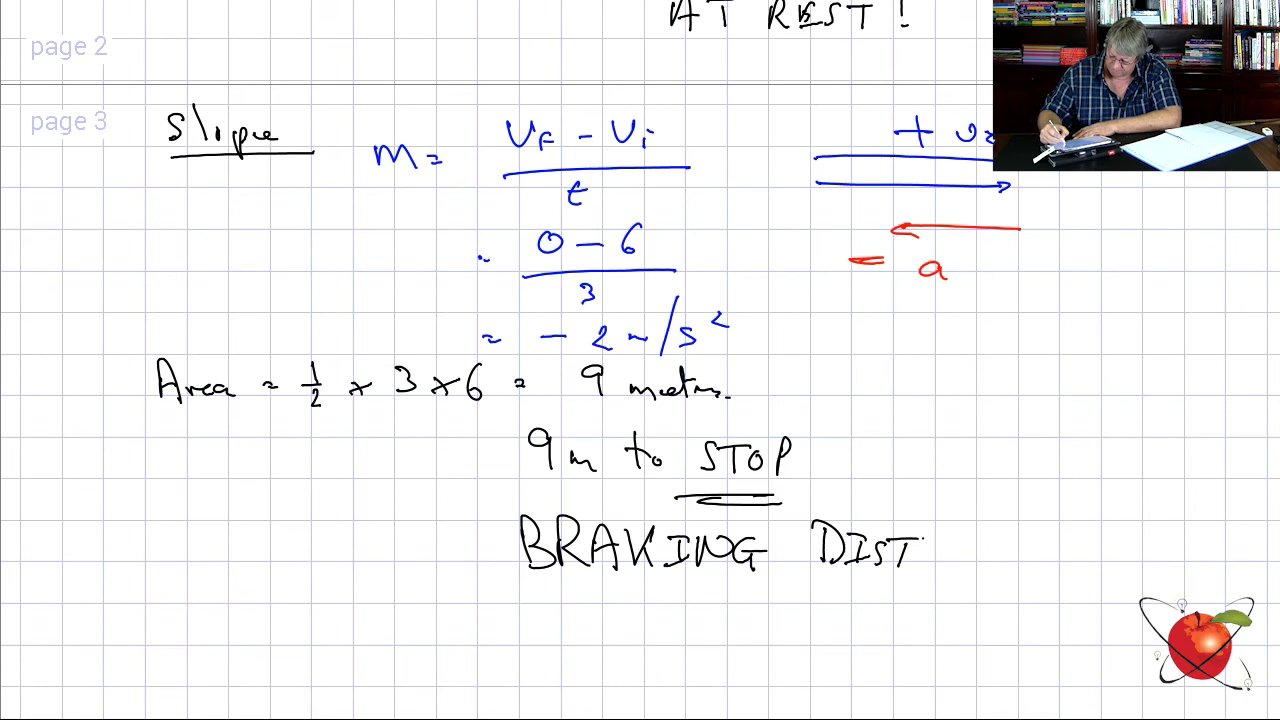 AT REST!
page 2
page 3
Slope
m = VF - Vi / t
+ ve
= 0 - 6 / 3
a
= - 2 m/s²
Area = 1/2 × 3 × 6 = 9 metres.
9m to STOP
BRAKING DIST